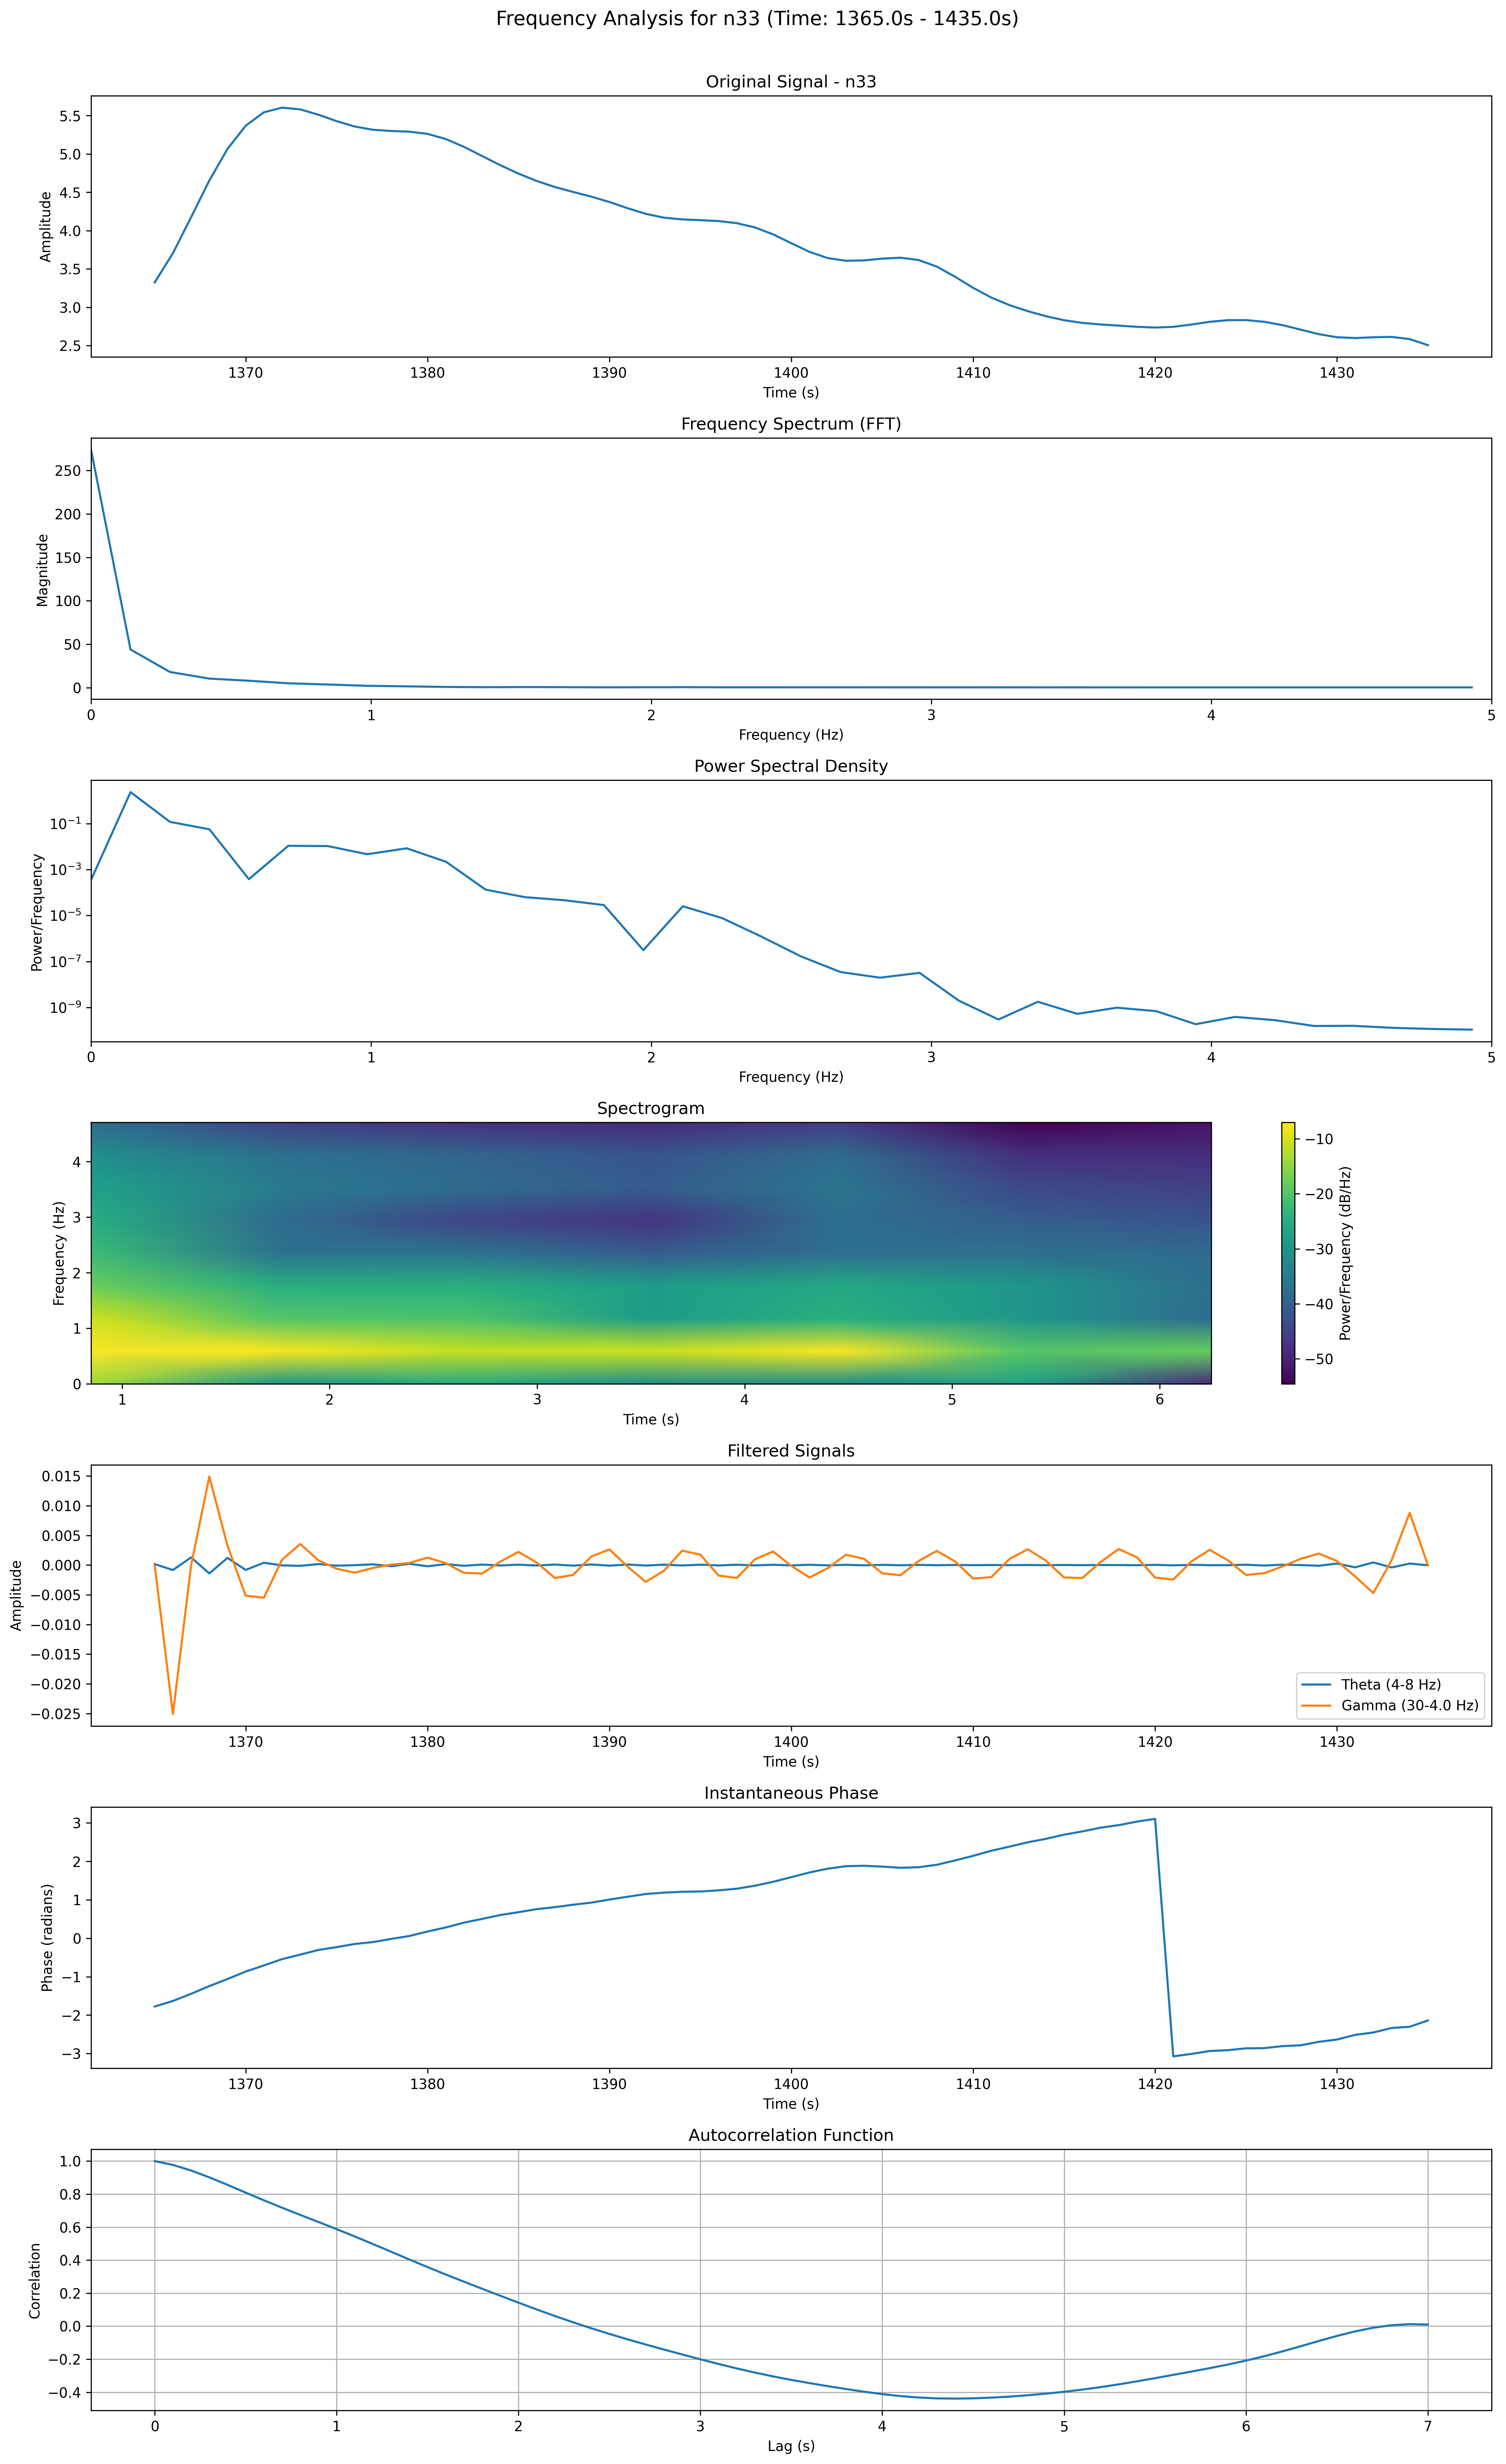 Frequency Analysis for n33 (Time: 1365.0s - 1435.0s)
Original Signal - n33
Amplitude
5.5
5.0
4.5
4.0
3.5
3.0
2.5
1370 1380 1390 1400 1410 1420 1430
Time (s)
Frequency Spectrum (FFT)
Magnitude
250
200
150
100
50
0
0 1 2 3 4 5
Frequency (Hz)
Power Spectral Density
Power/Frequency
10⁻¹
10⁻³
10⁻⁵
10⁻⁷
10⁻⁹
0 1 2 3 4 5
Frequency (Hz)
Spectrogram
Frequency (Hz)
4
3
2
1
0
1 2 3 4 5 6
Time (s)
−10
−20
−30
−40
−50
Power/Frequency (dB/Hz)
Filtered Signals
Amplitude
0.015
0.010
0.005
0.000
−0.005
−0.010
−0.015
−0.020
−0.025
Theta (4-8 Hz)
Gamma (30-4.0 Hz)
1370 1380 1390 1400 1410 1420 1430
Time (s)
Instantaneous Phase
Phase (radians)
3
2
1
0
−1
−2
−3
1370 1380 1390 1400 1410 1420 1430
Time (s)
Autocorrelation Function
Correlation
1.0
0.8
0.6
0.4
0.2
0.0
−0.2
−0.4
0 1 2 3 4 5 6 7
Lag (s)